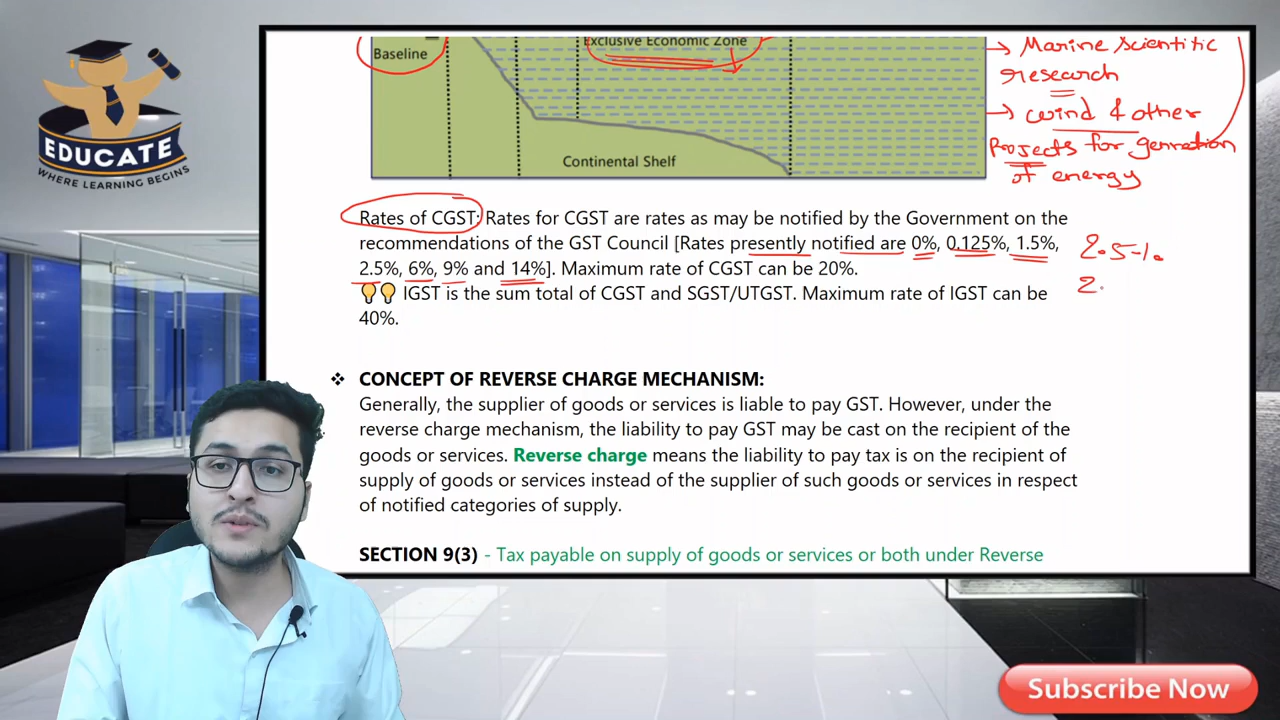 EDUCATE
WHERE LEARNING BEGINS
Baseline
Exclusive Economic Zone
Continental Shelf
→ Marine Scientific
research
→ wind & other
Projects for genration
of energy
Rates of CGST: Rates for CGST are rates as may be notified by the Government on the
recommendations of the GST Council [Rates presently notified are 0%, 0.125%, 1.5%,
2.5%, 6%, 9% and 14%]. Maximum rate of CGST can be 20%.
IGST is the sum total of CGST and SGST/UTGST. Maximum rate of IGST can be
40%.
2.5%
2.
❖ CONCEPT OF REVERSE CHARGE MECHANISM:
Generally, the supplier of goods or services is liable to pay GST. However, under the
reverse charge mechanism, the liability to pay GST may be cast on the recipient of the
goods or services. Reverse charge means the liability to pay tax is on the recipient of
supply of goods or services instead of the supplier of such goods or services in respect
of notified categories of supply.
SECTION 9(3) - Tax payable on supply of goods or services or both under Reverse
Subscribe Now